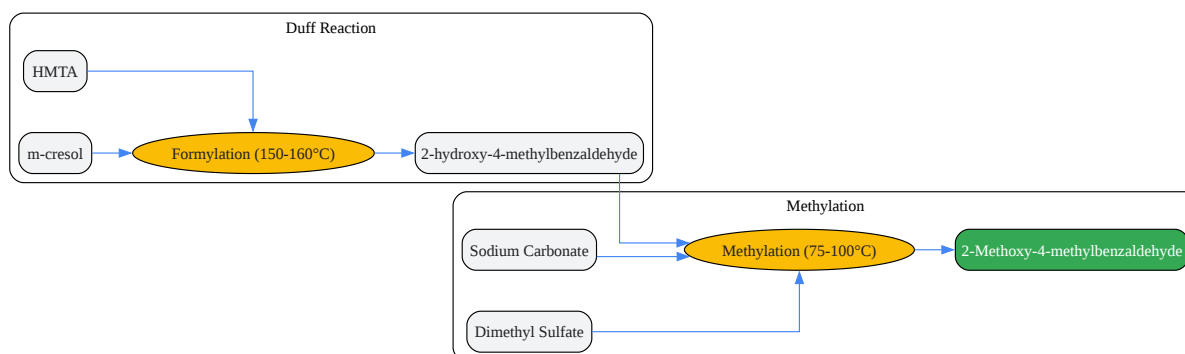 Duff Reaction
HMTA
m-cresol
Formylation (150-160°C)
2-hydroxy-4-methylbenzaldehyde
Methylation
Sodium Carbonate
Methylation (75-100°C)
2-Methoxy-4-methylbenzaldehyde
Dimethyl Sulfate